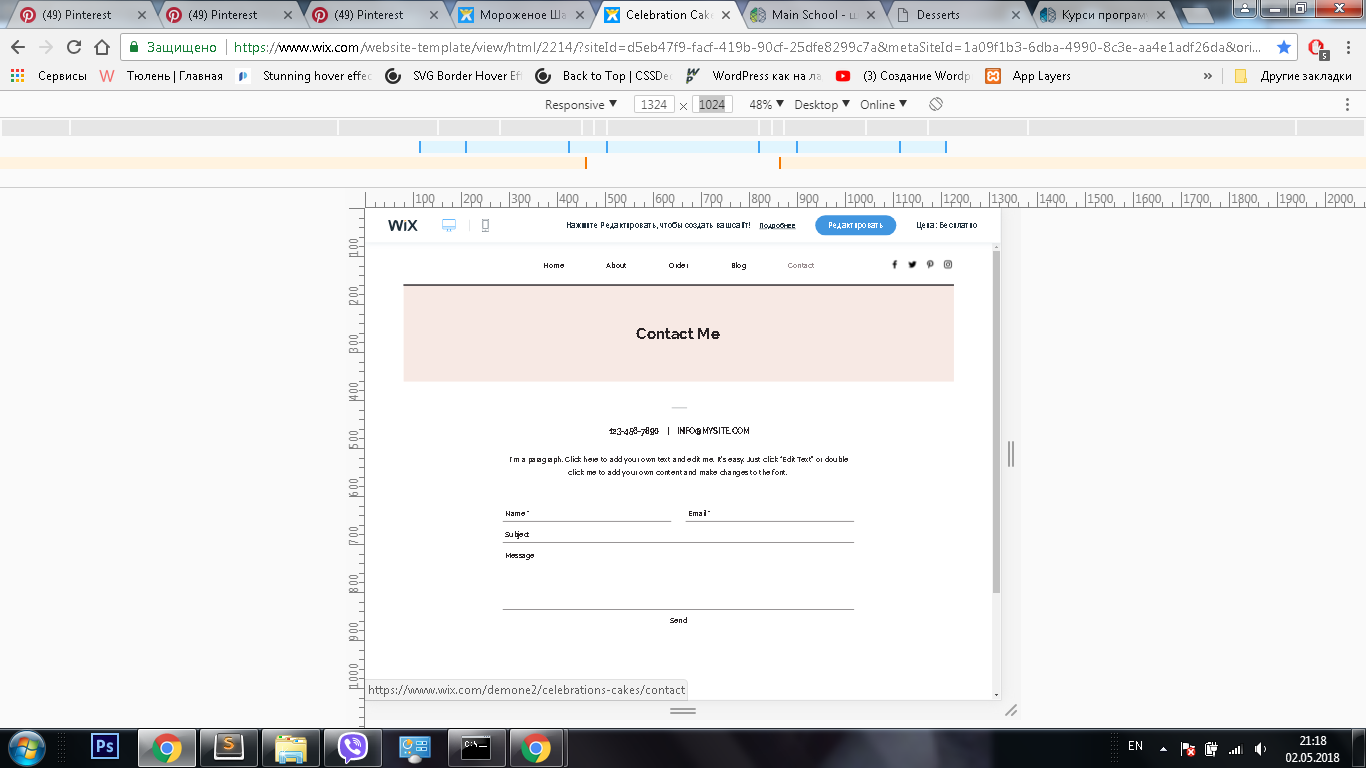 (49) Pinterest
(49) Pinterest
(49) Pinterest
Мороженое Ша
Celebration Cake
Main School - ш
Desserts
Курси програм
Защищено
https://www.wix.com/website-template/view/html/2214/?siteId=d5eb47f9-facf-419b-90cf-25dfe8299c7a&metaSiteId=1a09f1b3-6dba-4990-8c3e-aa4e1adf26da&ori...
5
Сервисы
Тюлень | Главная
Stunning hover effec
SVG Border Hover Eff
Back to Top | CSSDec
WordPress как на ла
(3) Создание Wordp
App Layers
»
Другие закладки
Responsive ▼ 1324 × 1024 48% ▼ Desktop ▼ Online ▼
100 200 300 400 500 600 700 800 900 1000 1100 1200 1300 1400 1500 1600 1700 1800 1900 2000
100
200
300
400
500
600
700
800
900
1000
WiX
Нажмите Редактировать, чтобы создать ваш сайт! Подробнее
Редактировать
Цена: Бесплатно
Home About Order Blog Contact
Contact Me
123-456-7890 | INFO@MYSITE.COM
I'm a paragraph. Click here to add your own text and edit me. It's easy. Just click "Edit Text" or double
click me to add your own content and make changes to the font.
Name * Email *
Subject
Message
Send
https://www.wix.com/demone2/celebrations-cakes/contact
Ps
S
C:\
EN
21:18
02.05.2018